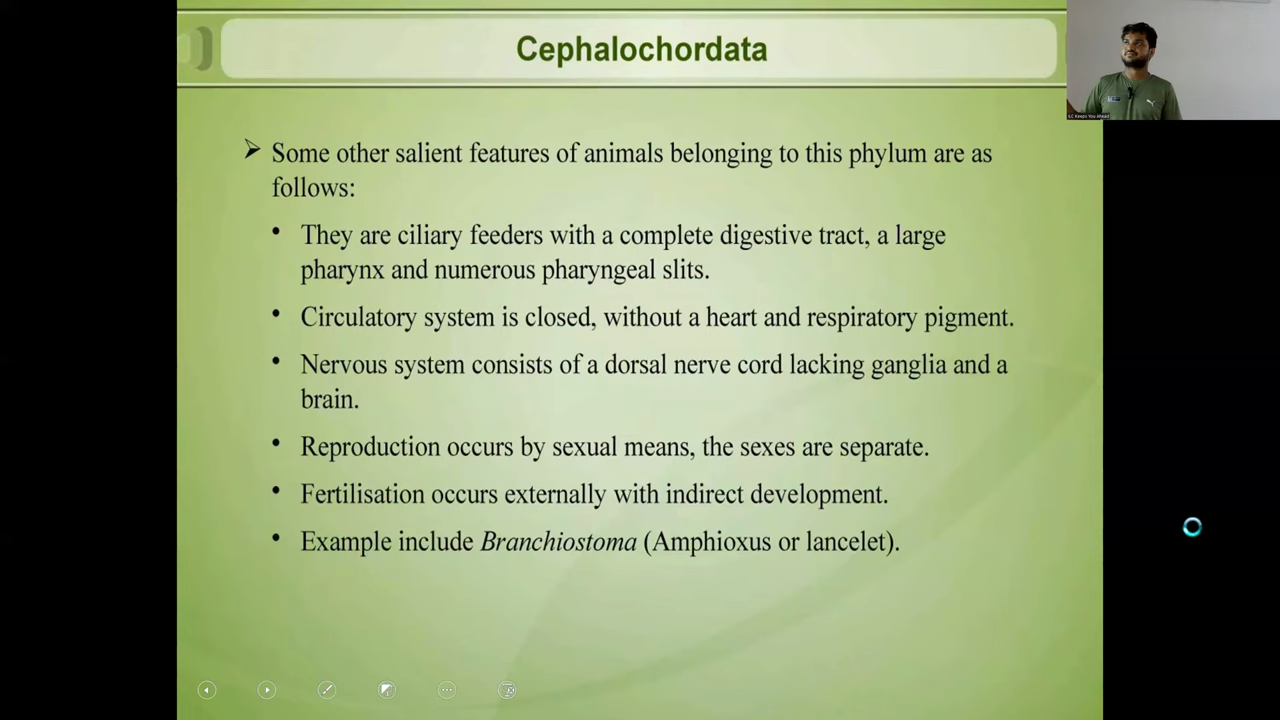 Cephalochordata
➢ Some other salient features of animals belonging to this phylum are as
follows:
• They are ciliary feeders with a complete digestive tract, a large
pharynx and numerous pharyngeal slits.
• Circulatory system is closed, without a heart and respiratory pigment.
• Nervous system consists of a dorsal nerve cord lacking ganglia and a
brain.
• Reproduction occurs by sexual means, the sexes are separate.
• Fertilisation occurs externally with indirect development.
• Example include Branchiostoma (Amphioxus or lancelet).
Keeps You Ahead